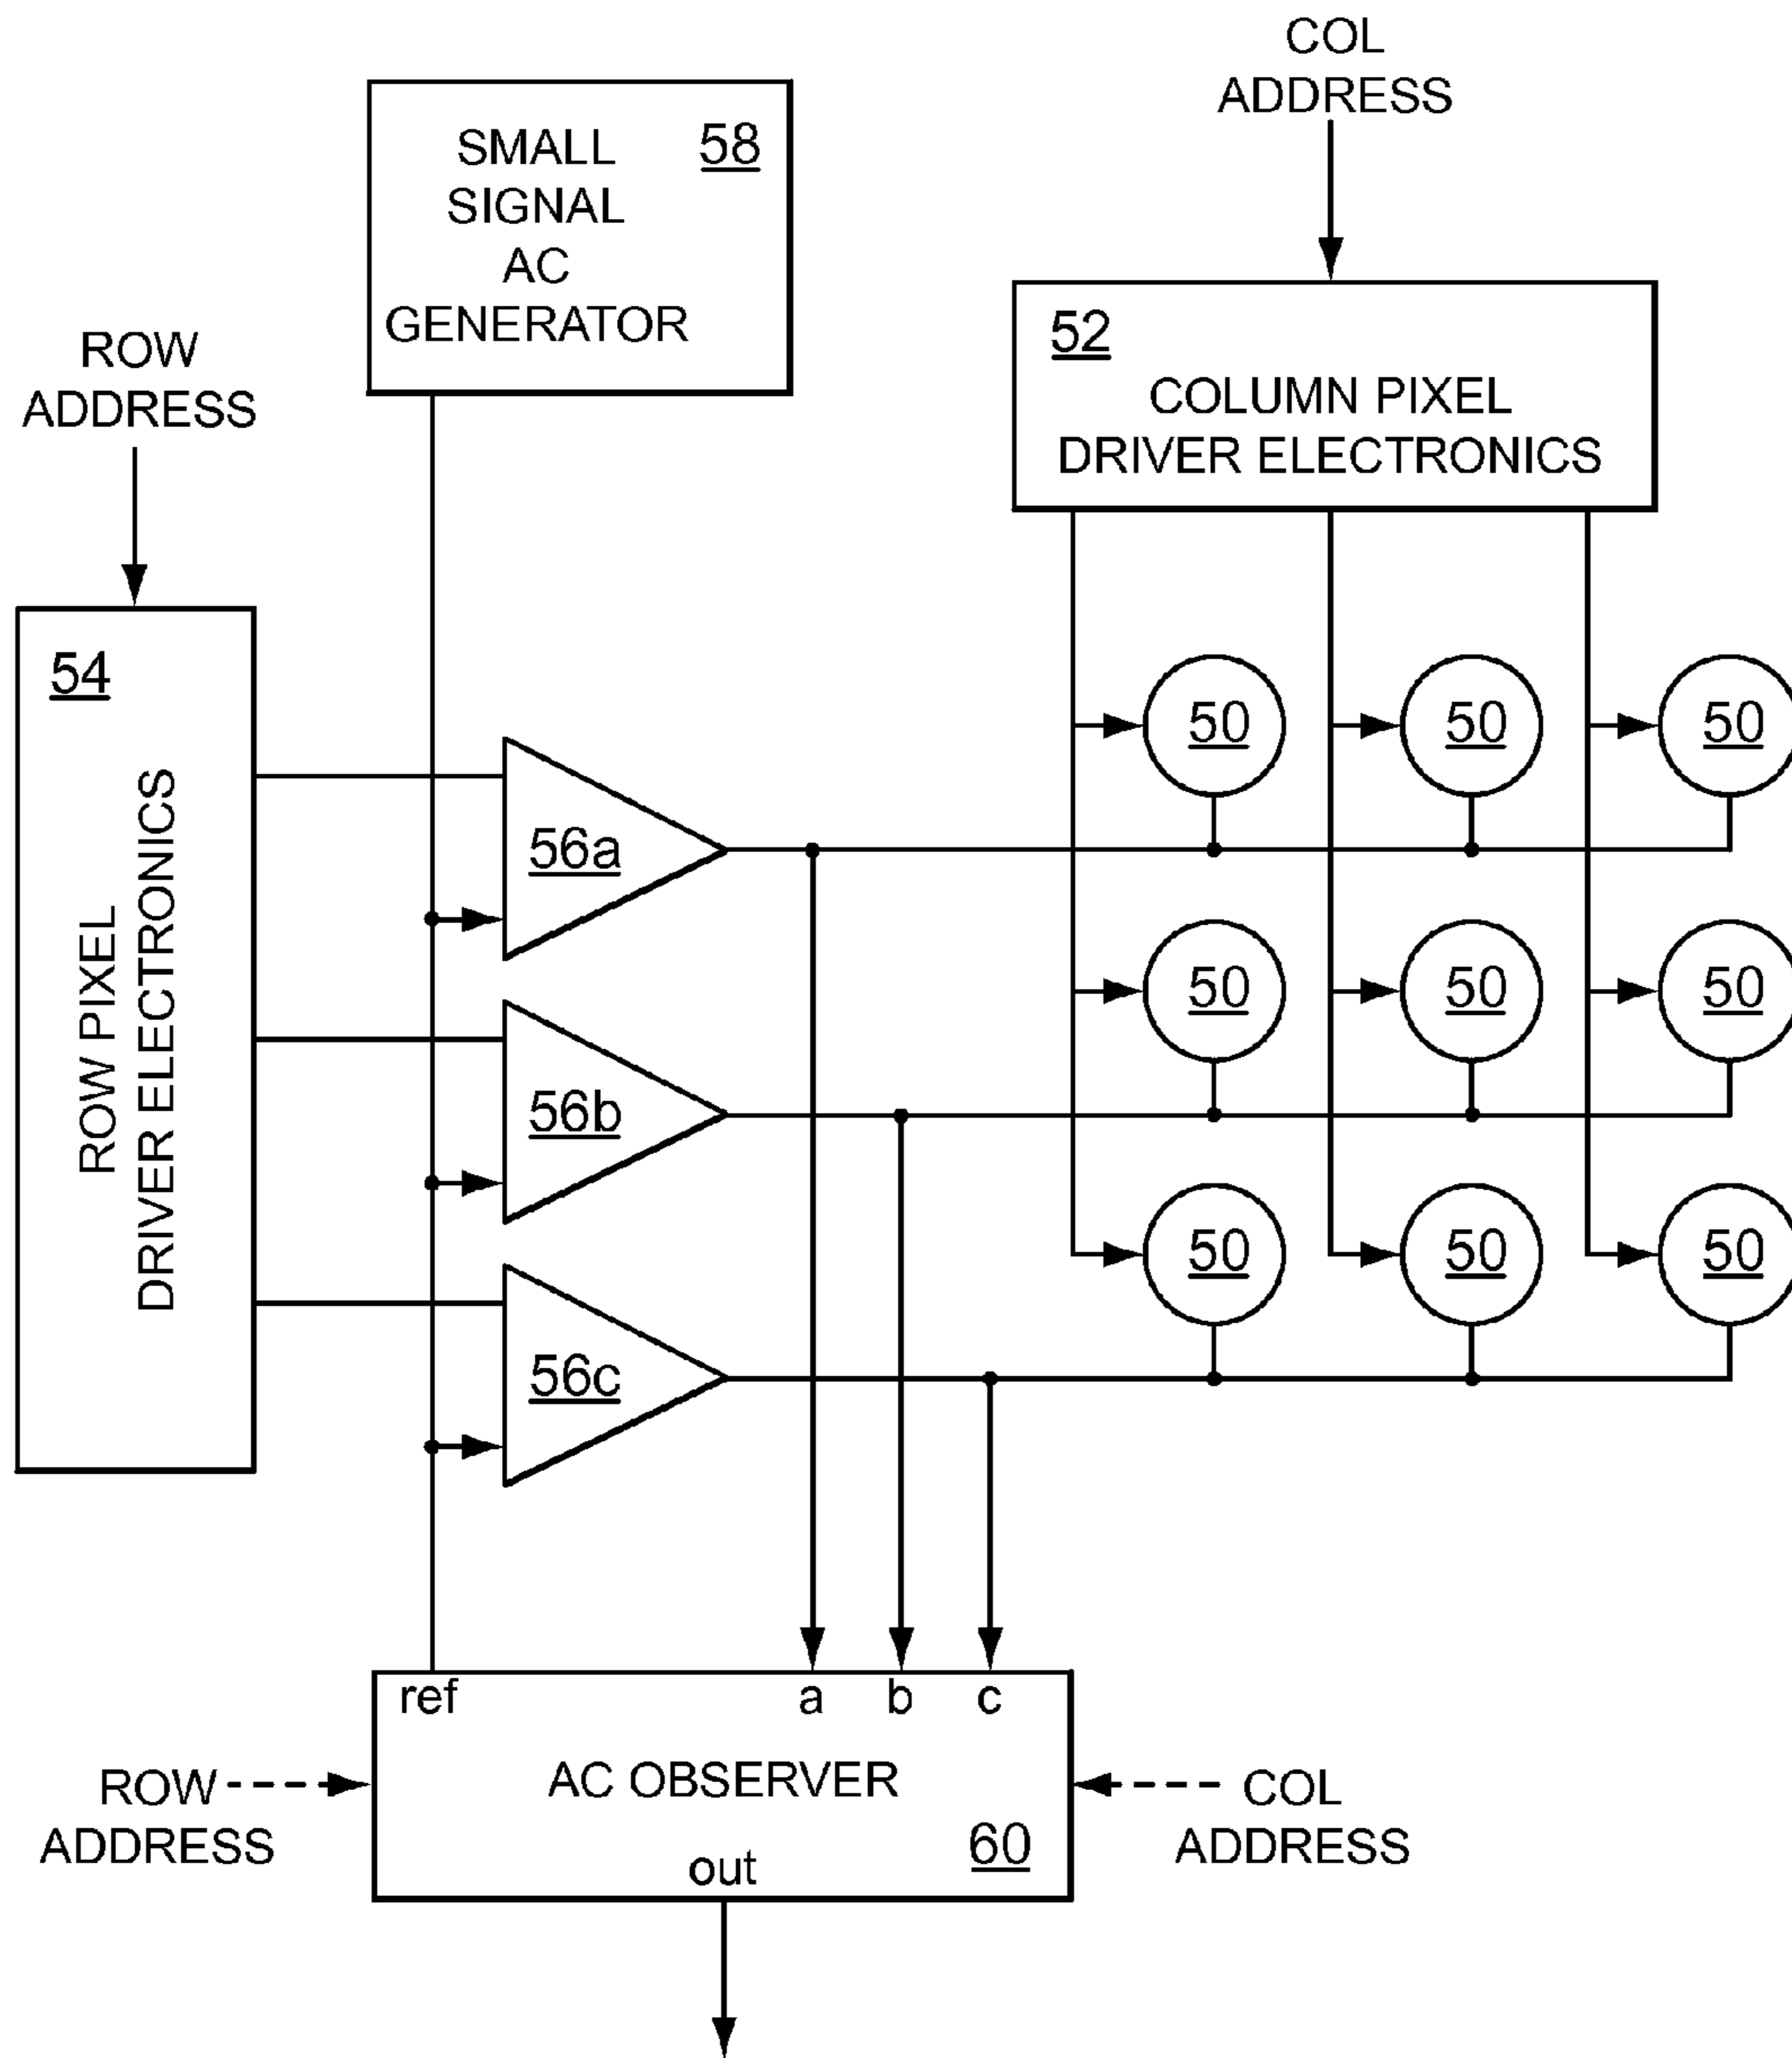 COL
ADDRESS
SMALL
SIGNAL
AC
GENERATOR
58
52
COLUMN PIXEL
DRIVER ELECTRONICS
ROW
ADDRESS
54
ROW PIXEL
DRIVER ELECTRONICS
50 50 50
56a
50 50 50
56b
50 50 50
56c
ref a b c
AC OBSERVER
60
out
ROW
ADDRESS
COL
ADDRESS